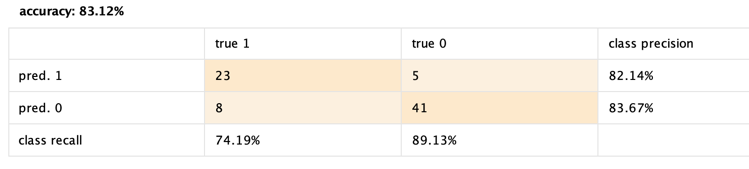 accuracy: 83.12%
true 1 true 0 class precision
pred. 1 23 5 82.14%
pred. 0 8 41 83.67%
class recall 74.19% 89.13%